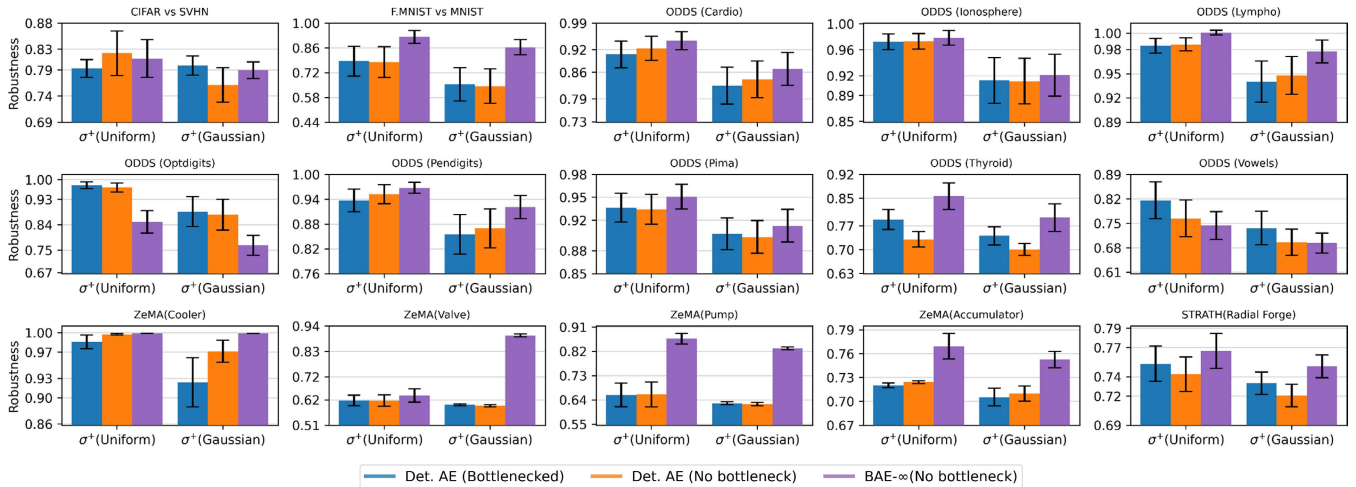 CIFAR vs SVHN
Robustness
0.88
0.83
0.79
0.74
0.69
σ+(Uniform) σ+(Gaussian)
F.MNIST vs MNIST
1.00
0.86
0.72
0.58
0.44
σ+(Uniform) σ+(Gaussian)
ODDS (Cardio)
0.99
0.92
0.86
0.79
0.73
σ+(Uniform) σ+(Gaussian)
ODDS (Ionosphere)
1.00
0.96
0.92
0.89
0.85
σ+(Uniform) σ+(Gaussian)
ODDS (Lympho)
1.00
0.98
0.95
0.92
0.89
σ+(Uniform) σ+(Gaussian)
ODDS (Optdigits)
Robustness
1.00
0.93
0.84
0.75
0.67
σ+(Uniform) σ+(Gaussian)
ODDS (Pendigits)
1.00
0.94
0.88
0.82
0.76
σ+(Uniform) σ+(Gaussian)
ODDS (Pima)
0.98
0.95
0.92
0.88
0.85
σ+(Uniform) σ+(Gaussian)
ODDS (Thyroid)
0.92
0.85
0.77
0.70
0.63
σ+(Uniform) σ+(Gaussian)
ODDS (Vowels)
0.89
0.82
0.75
0.68
0.61
σ+(Uniform) σ+(Gaussian)
ZeMA(Cooler)
Robustness
1.00
0.97
0.93
0.90
0.86
σ+(Uniform) σ+(Gaussian)
ZeMA(Valve)
0.94
0.83
0.72
0.62
0.51
σ+(Uniform) σ+(Gaussian)
ZeMA(Pump)
0.91
0.82
0.73
0.64
0.55
σ+(Uniform) σ+(Gaussian)
ZeMA(Accumulator)
0.79
0.76
0.73
0.70
0.67
σ+(Uniform) σ+(Gaussian)
STRATH(Radial Forge)
0.79
0.77
0.74
0.72
0.69
σ+(Uniform) σ+(Gaussian)
Det. AE (Bottlenecked) Det. AE (No bottleneck) BAE-∞(No bottleneck)